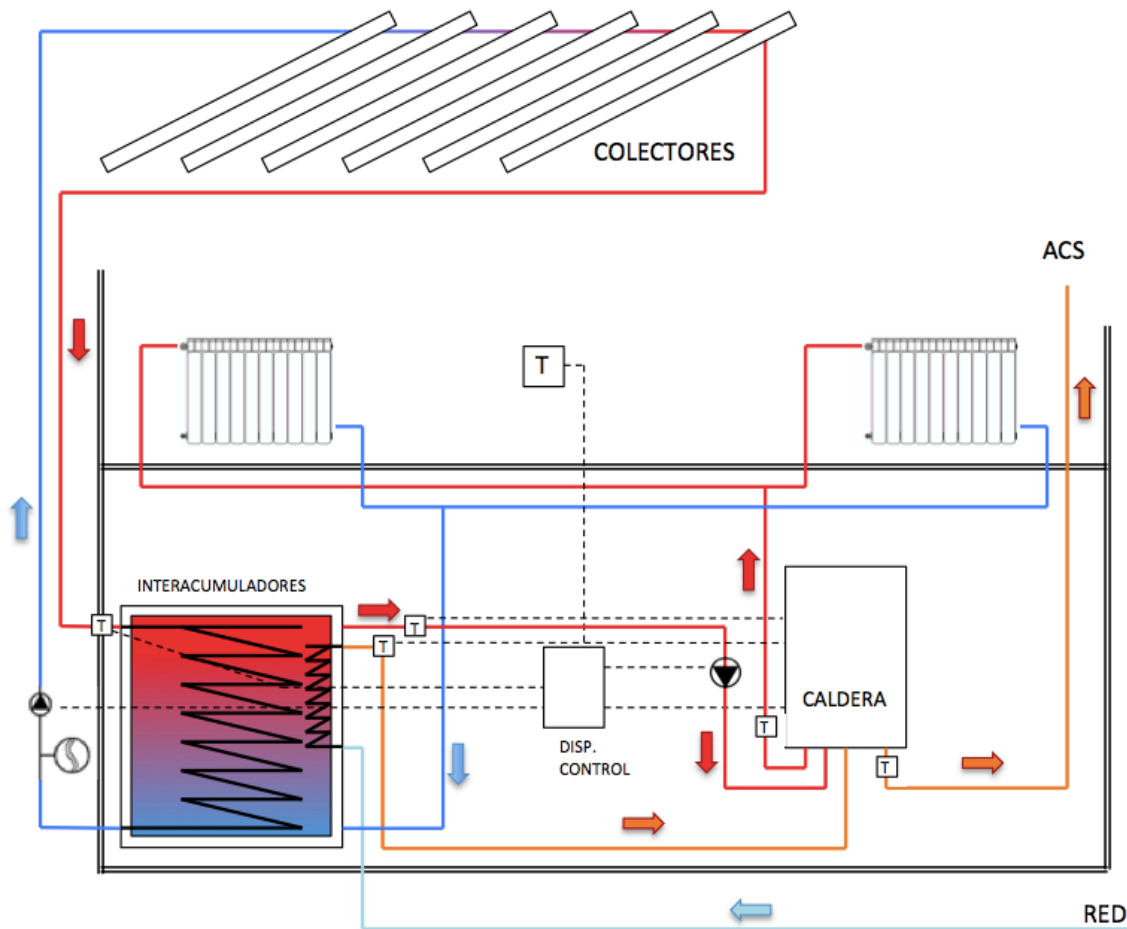 COLECTORES
ACS
T
INTERACUMULADORES
T
T
T
CALDERA
T
DISP.
CONTROL
T
RED